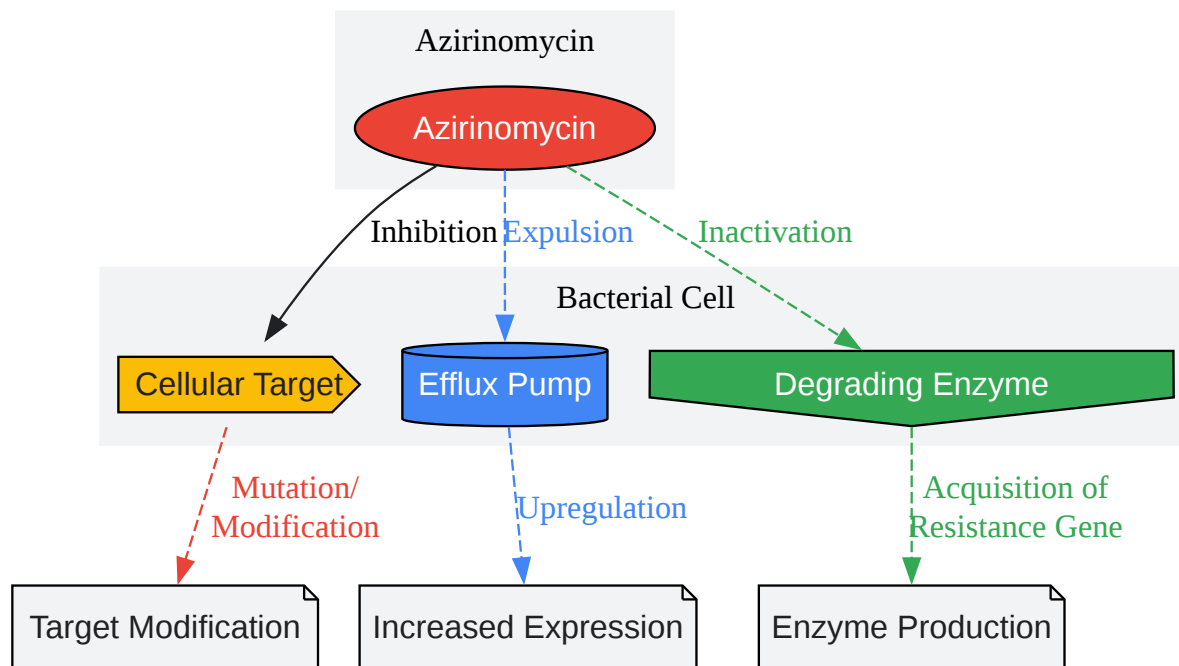 Azirinomycin
Azirinomycin
Inhibition
Expulsion
Inactivation
Bacterial Cell
Cellular Target
Efflux Pump
Degrading Enzyme
Mutation/
Modification
Upregulation
Acquisition of
Resistance Gene
Target Modification
Increased Expression
Enzyme Production